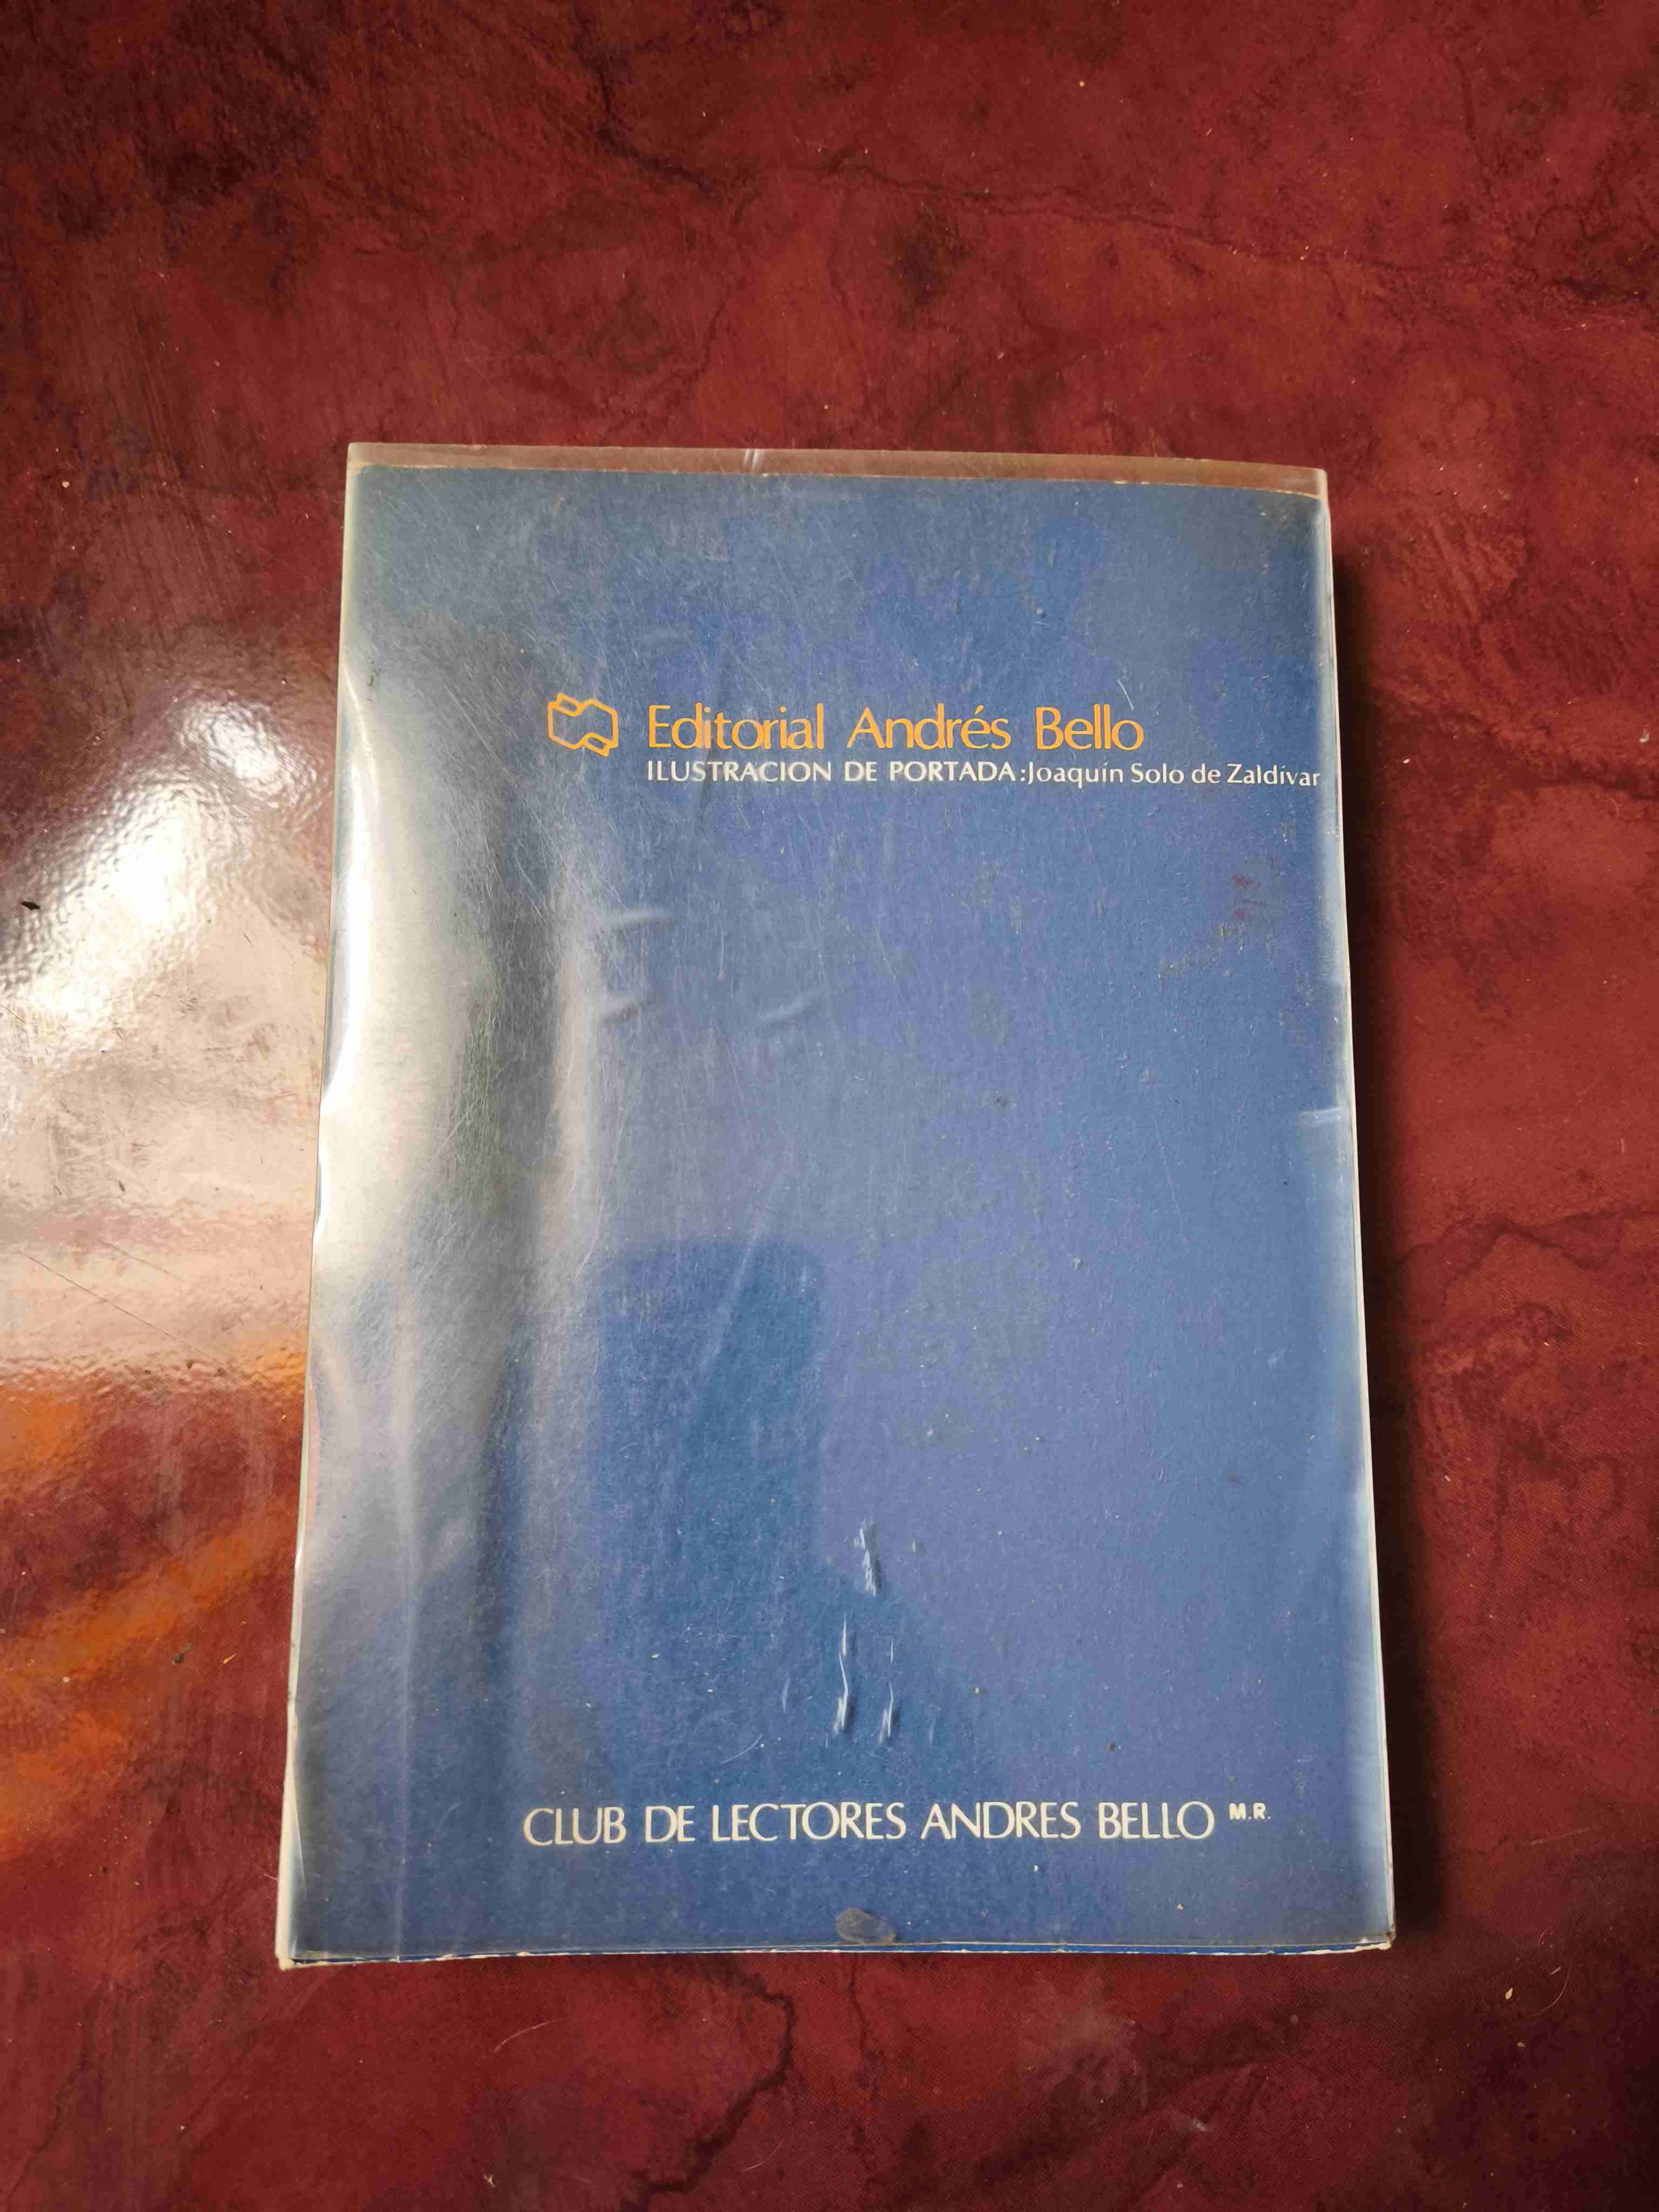 Editorial Andrés Bello
ILUSTRACION DE PORTADA:Joaquín Solo de Zaldívar
CLUB DE LECTORES ANDRES BELLO M.R.